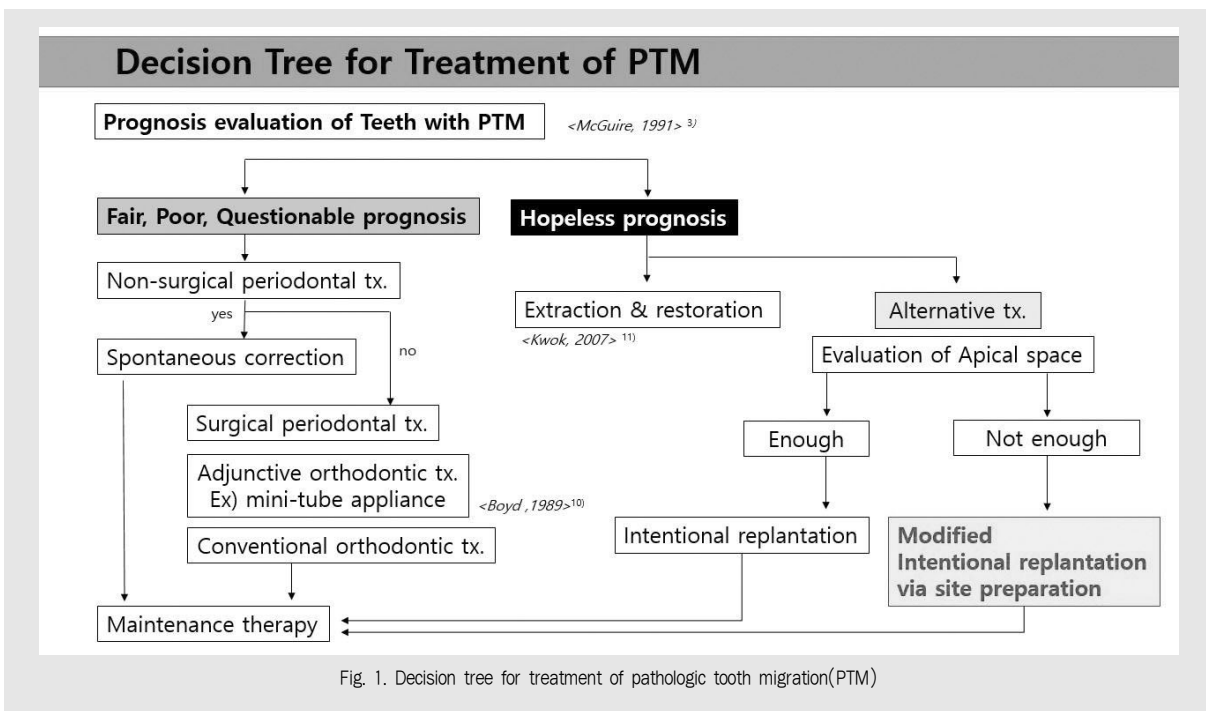 Decision Tree for Treatment of PTM
Prognosis evaluation of Teeth with PTM <McGuire, 1991> 3)
Fair, Poor, Questionable prognosis
Hopeless prognosis
Non-surgical periodontal tx.
yes
no
Spontaneous correction
Surgical periodontal tx.
Adjunctive orthodontic tx.
Ex) mini-tube appliance
<Boyd ,1989>10)
Conventional orthodontic tx.
Maintenance therapy
Extraction & restoration
<Kwok, 2007> 11)
Alternative tx.
Evaluation of Apical space
Enough
Not enough
Intentional replantation
Modified
Intentional replantation
via site preparation
Fig. 1. Decision tree for treatment of pathologic tooth migration(PTM)